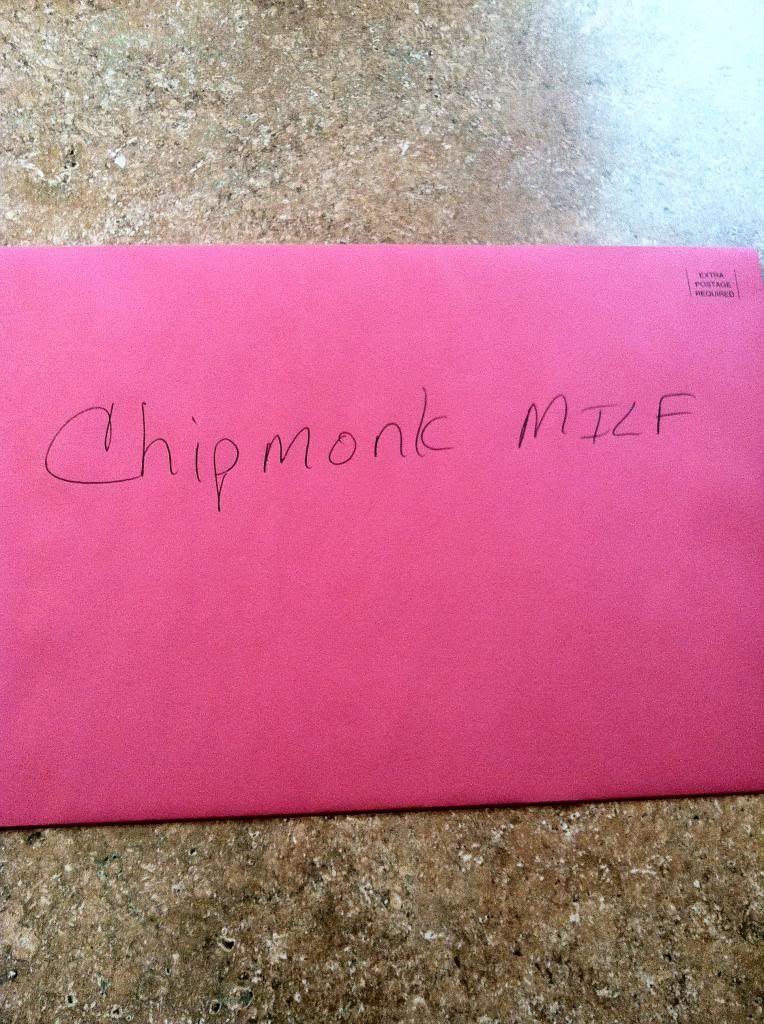 EXTRA
POSTAGE
REQUIRED
Chipmonk MILF